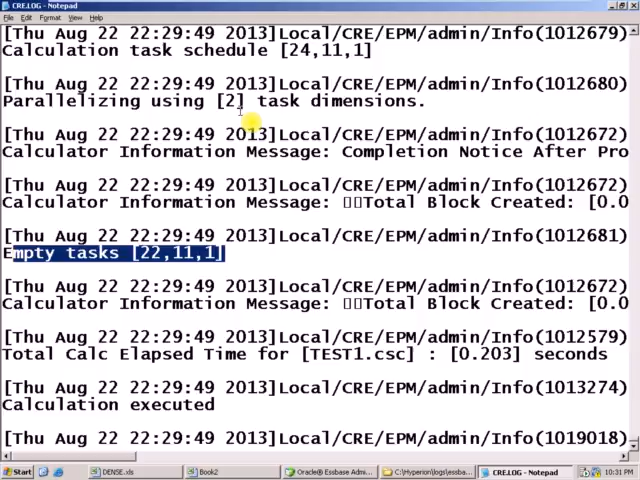 CRE.LOG - Notepad
File Edit Format View Help
[Thu Aug 22 22:29:49 2013]Local/CRE/EPM/admin/Info(1012679)
Calculation task schedule [24,11,1]
[Thu Aug 22 22:29:49 2013]Local/CRE/EPM/admin/Info(1012680)
Parallelizing using [2] task dimensions.
[Thu Aug 22 22:29:49 2013]Local/CRE/EPM/admin/Info(1012672)
Calculator Information Message: Completion Notice After Pro
[Thu Aug 22 22:29:49 2013]Local/CRE/EPM/admin/Info(1012672)
Calculator Information Message: Total Block Created: [0.0
[Thu Aug 22 22:29:49 2013]Local/CRE/EPM/admin/Info(1012681)
Empty tasks [22,11,1]
[Thu Aug 22 22:29:49 2013]Local/CRE/EPM/admin/Info(1012672)
Calculator Information Message: Total Block Created: [0.0
[Thu Aug 22 22:29:49 2013]Local/CRE/EPM/admin/Info(1012579)
Total Calc Elapsed Time for [TEST1.csc] : [0.203] seconds
[Thu Aug 22 22:29:49 2013]Local/CRE/EPM/admin/Info(1013274)
Calculation executed
[Thu Aug 22 22:29:49 2013]Local/CRE/EPM/admin/Info(1019018)
Start DENSE.xls Book2 Oracle® Essbase Adm... C:\Hyperion\logs\essba... CRE.LOG - Notepad 10:31 PM